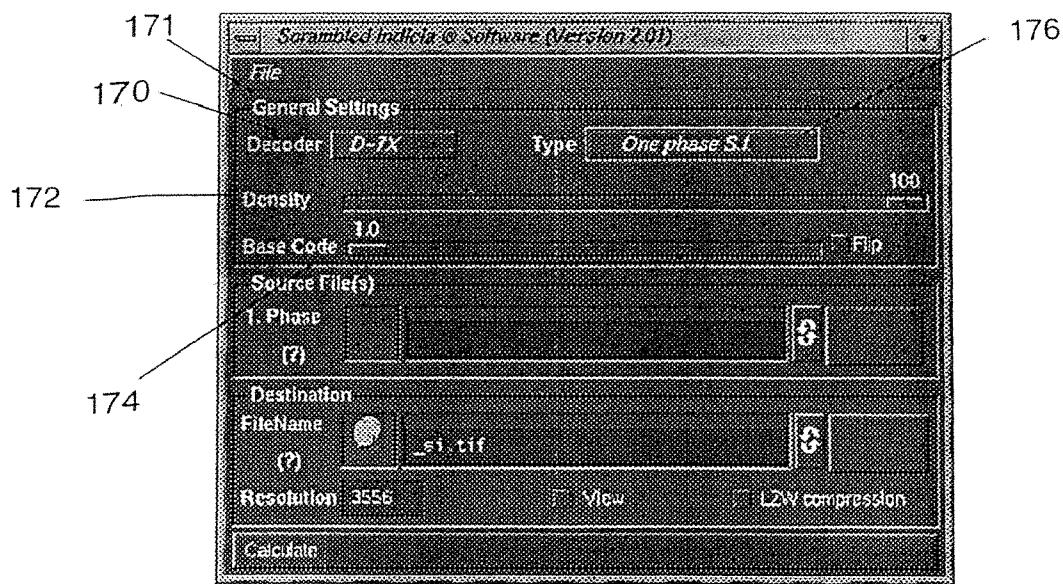 171
176
170
172
174
Scrambled Indicia @ Software (Version 2.01)
File
General Settings
Decoder D-7X Type One phase S.I.
Density 100
Base Code 1.0 Flip
Source File(s)
1. Phase
(?)
Destination
FileName _si.tif
(?)
Resolution 3556 View LZW compression
Calculate